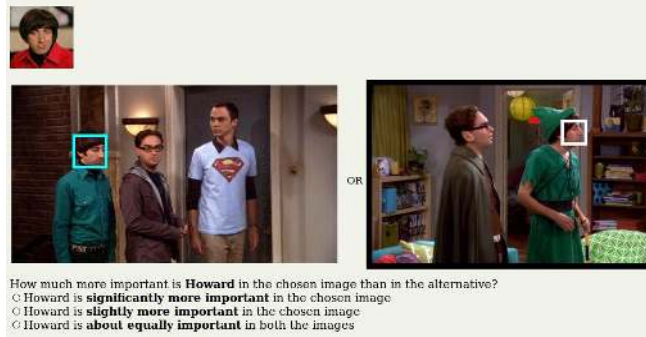 OR
How much more important is Howard in the chosen image than in the alternative?
Howard is significantly more important in the chosen image
Howard is slightly more important in the chosen image
Howard is about equally important in both the images